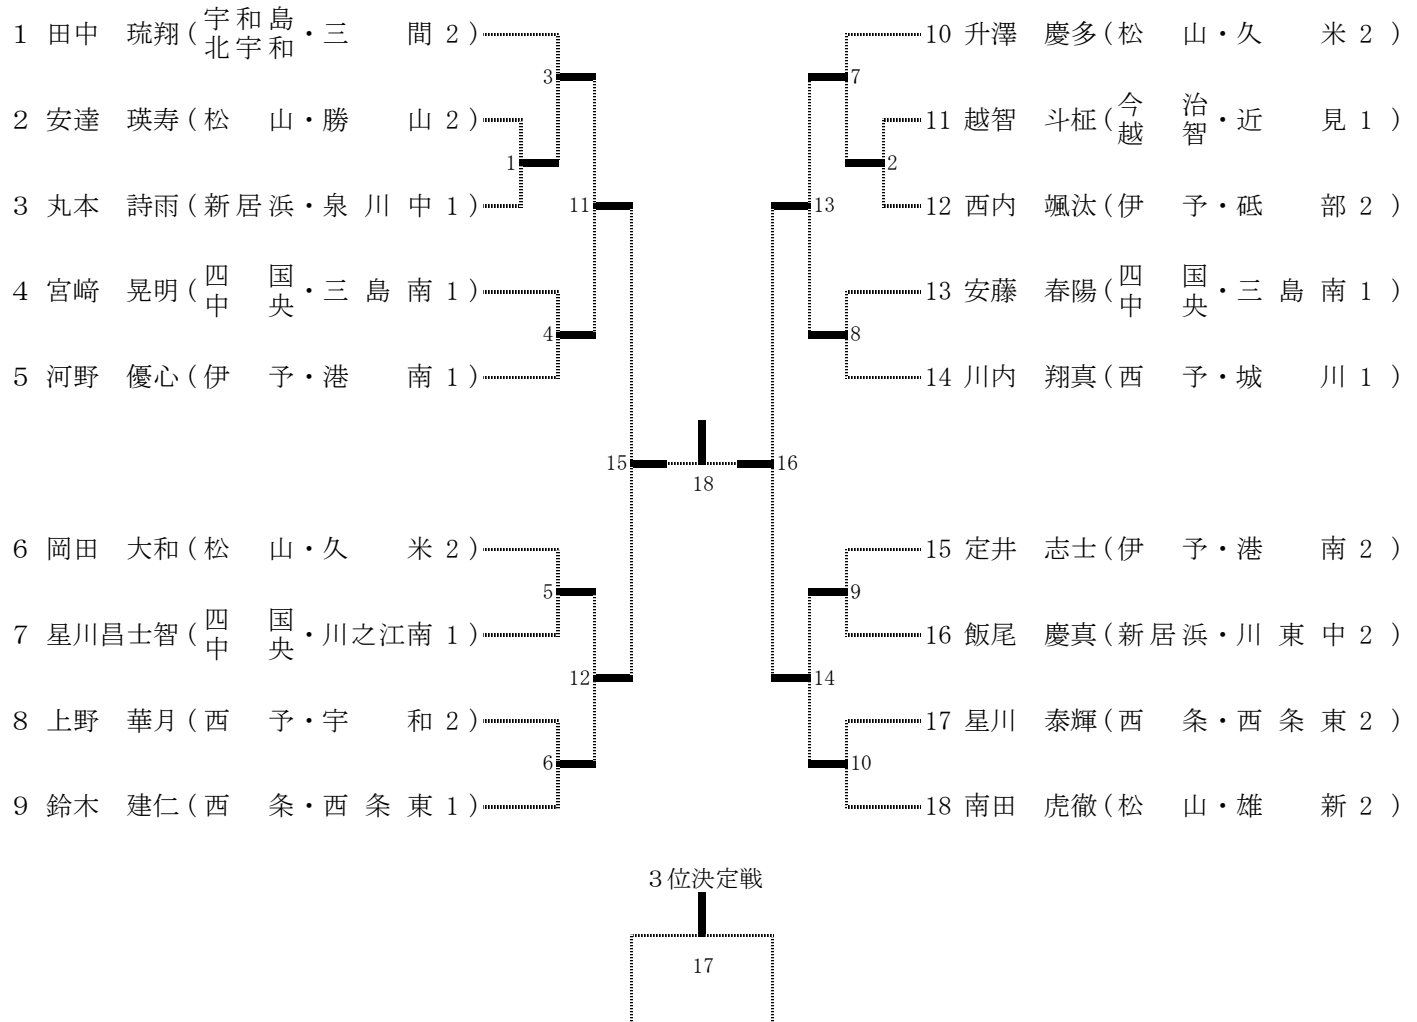 1 田中 琉翔(宇和島北宇和・三間 2)
3
2 安達 瑛寿(松山・勝山 2)
1
3 丸本 詩雨(新居浜・泉川中 1)
11
4 宮﨑 晃明(四国中央・三島南 1)
4
5 河野 優心(伊予・港南 1)
15
6 岡田 大和(松山・久米 2)
5
7 星川昌士智(四国中央・川之江南 1)
12
8 上野 華月(西予・宇和 2)
6
9 鈴木 建仁(西条・西条東 1)
18
10 升澤 慶多(松山・久米 2)
7
11 越智 斗柾(今治越智・近見 1)
2
12 西内 颯汰(伊予・砥部 2)
13
13 安藤 春陽(四国中央・三島南 1)
8
14 川内 翔真(西予・城川 1)
16
15 定井 志士(伊予・港南 2)
9
16 飯尾 慶真(新居浜・川東中 2)
14
17 星川 泰輝(西条・西条東 2)
10
18 南田 虎徹(松山・雄新 2)
3位決定戦
17